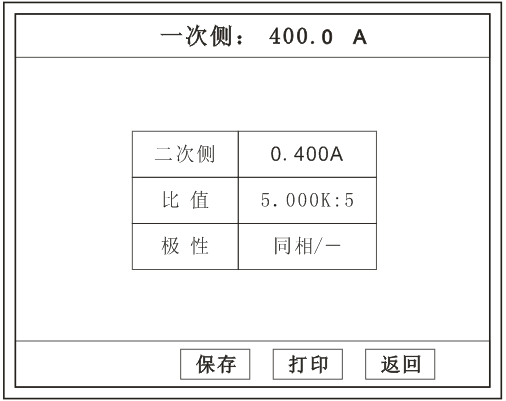 一次侧： 400.0 A
二次侧 0.400A
比 值 5.000K:5
极 性 同相/−
保存 打印 返回